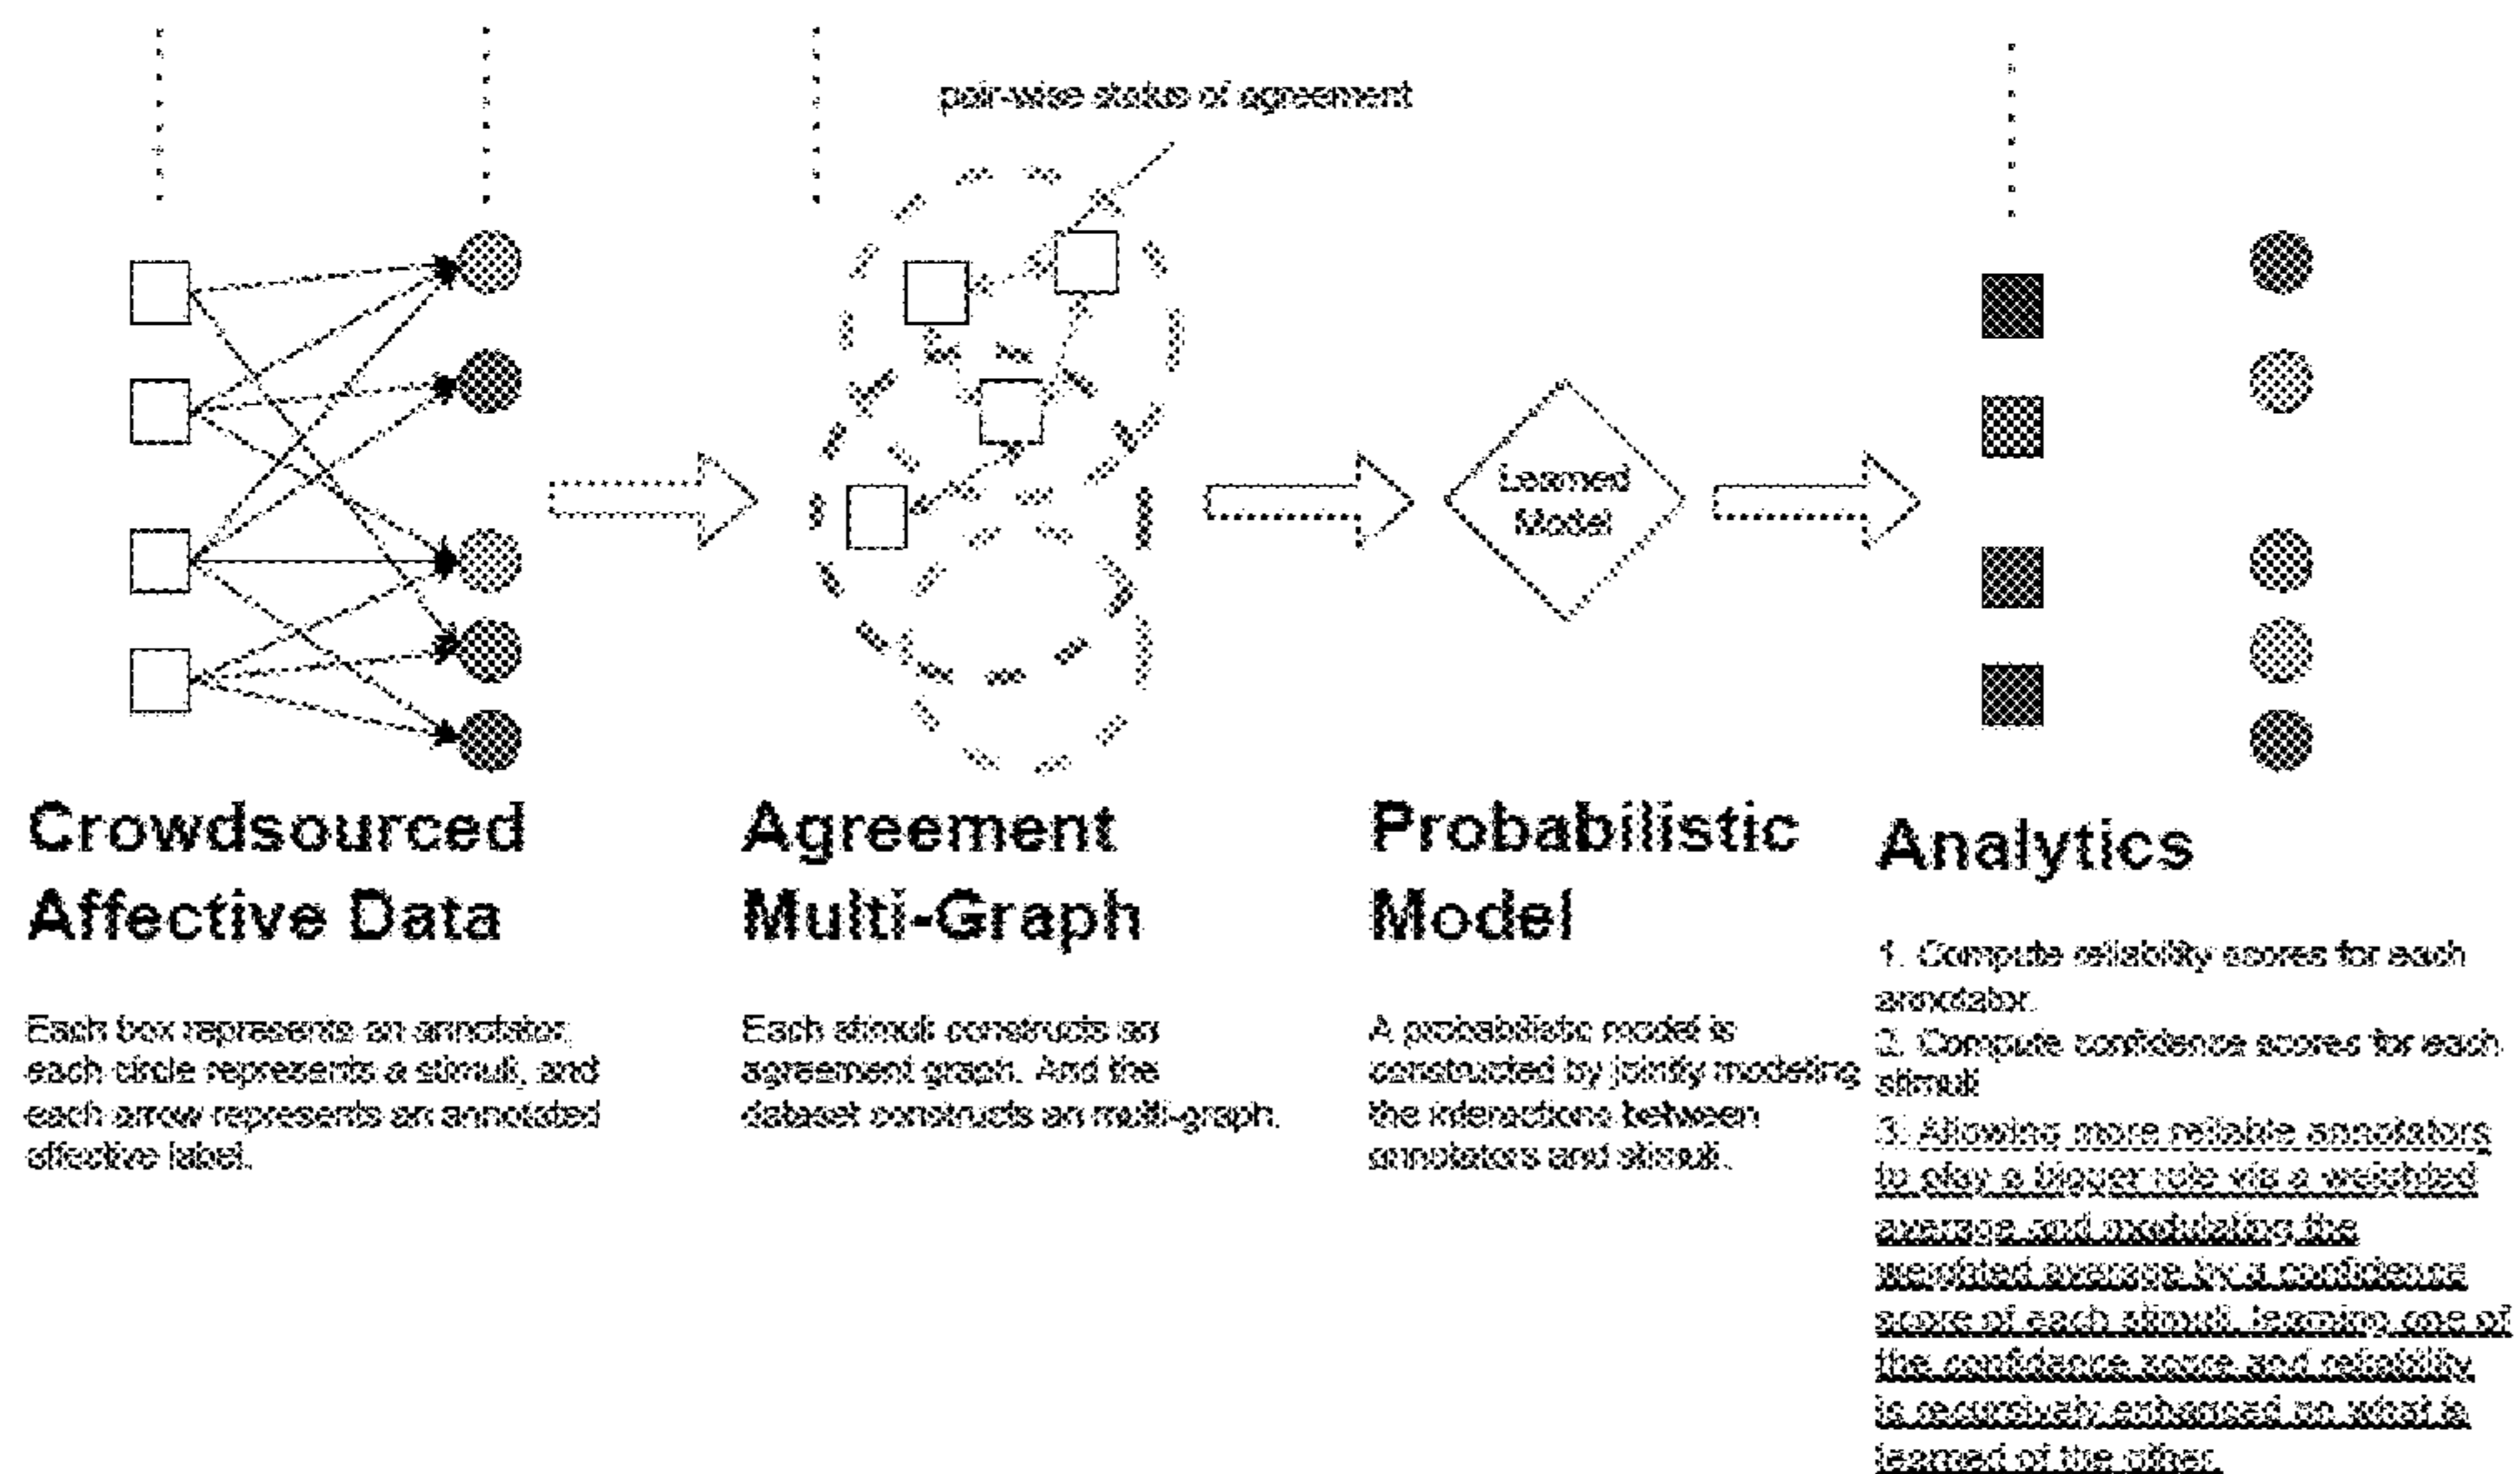 pair-wise status of agreement
Learned
Model
Crowdsourced
Affective Data
Each box represents an annotator,
each circle represents a stimuli, and
each arrow represents an annotated
affective label.
Agreement
Multi-Graph
Each stimuli constructs an
agreement graph. And the
dataset constructs an multi-graph.
Probabilistic
Model
A probabilistic model is
constructed by jointly modeling
the interactions between
annotators and stimuli.
Analytics
1. Compute reliability scores for each
annotator.
2. Compute confidence scores for each
stimuli
3. Allowing more reliable annotators
to play a bigger role via a weighted
average and modulating the
weighted average by a confidence
score of each stimuli, learning one of
the confidence score and reliability
is recursively enhanced on what is
learned of the other.